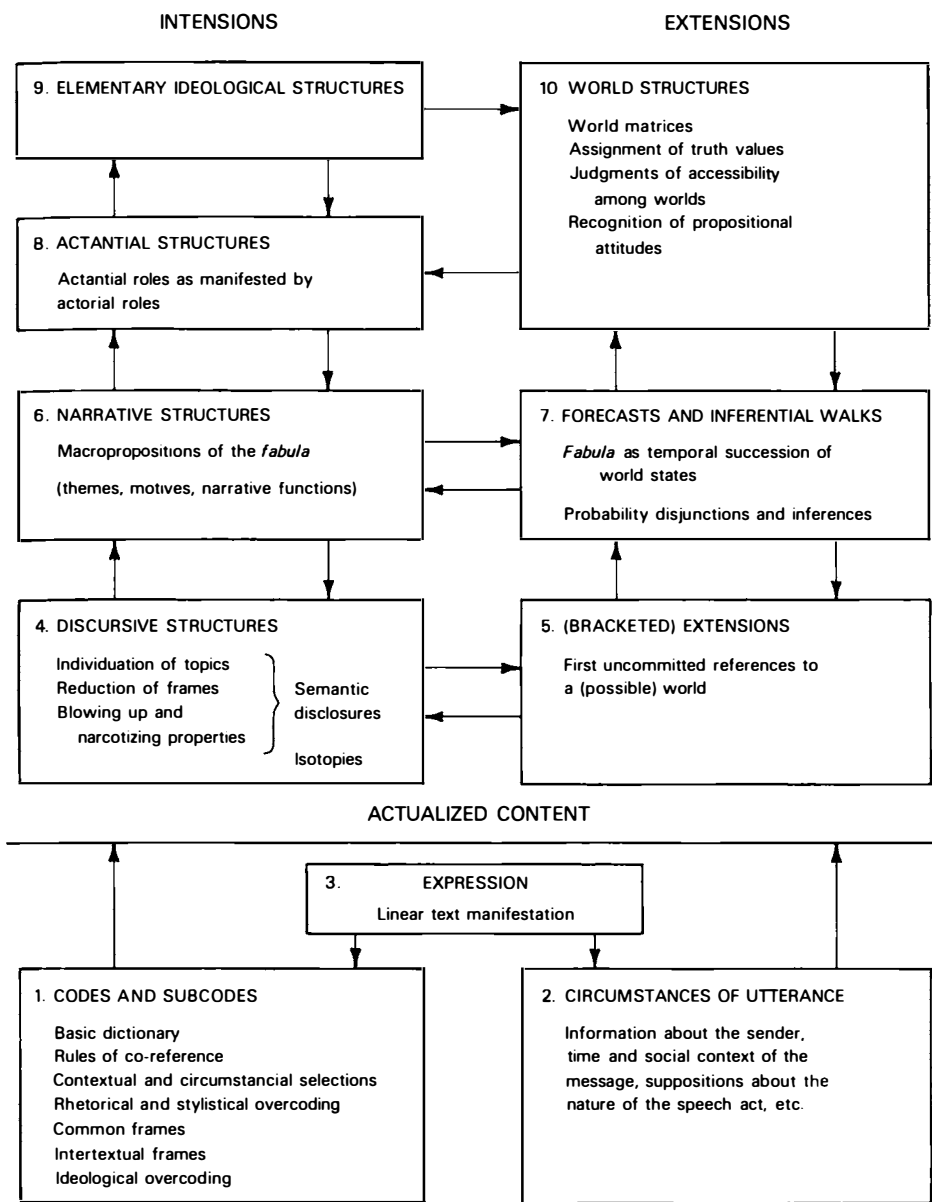 INTENSIONS
EXTENSIONS
9. ELEMENTARY IDEOLOGICAL STRUCTURES
10 WORLD STRUCTURES
World matrices
Assignment of truth values
Judgments of accessibility
among worlds
Recognition of propositional
attitudes
8. ACTANTIAL STRUCTURES
Actantial roles as manifested by
actorial roles
6. NARRATIVE STRUCTURES
Macropropositions of the fabula
(themes, motives, narrative functions)
7. FORECASTS AND INFERENTIAL WALKS
Fabula as temporal succession of
world states
Probability disjunctions and inferences
4. DISCURSIVE STRUCTURES
Individuation of topics
Reduction of frames
Blowing up and
narcotizing properties
Semantic
disclosures
Isotopies
5. (BRACKETED) EXTENSIONS
First uncommitted references to
a (possible) world
ACTUALIZED CONTENT
3. EXPRESSION
Linear text manifestation
1. CODES AND SUBCODES
Basic dictionary
Rules of co-reference
Contextual and circumstancial selections
Rhetorical and stylistical overcoding
Common frames
Intertextual frames
Ideological overcoding
2. CIRCUMSTANCES OF UTTERANCE
Information about the sender,
time and social context of the
message, suppositions about the
nature of the speech act, etc.